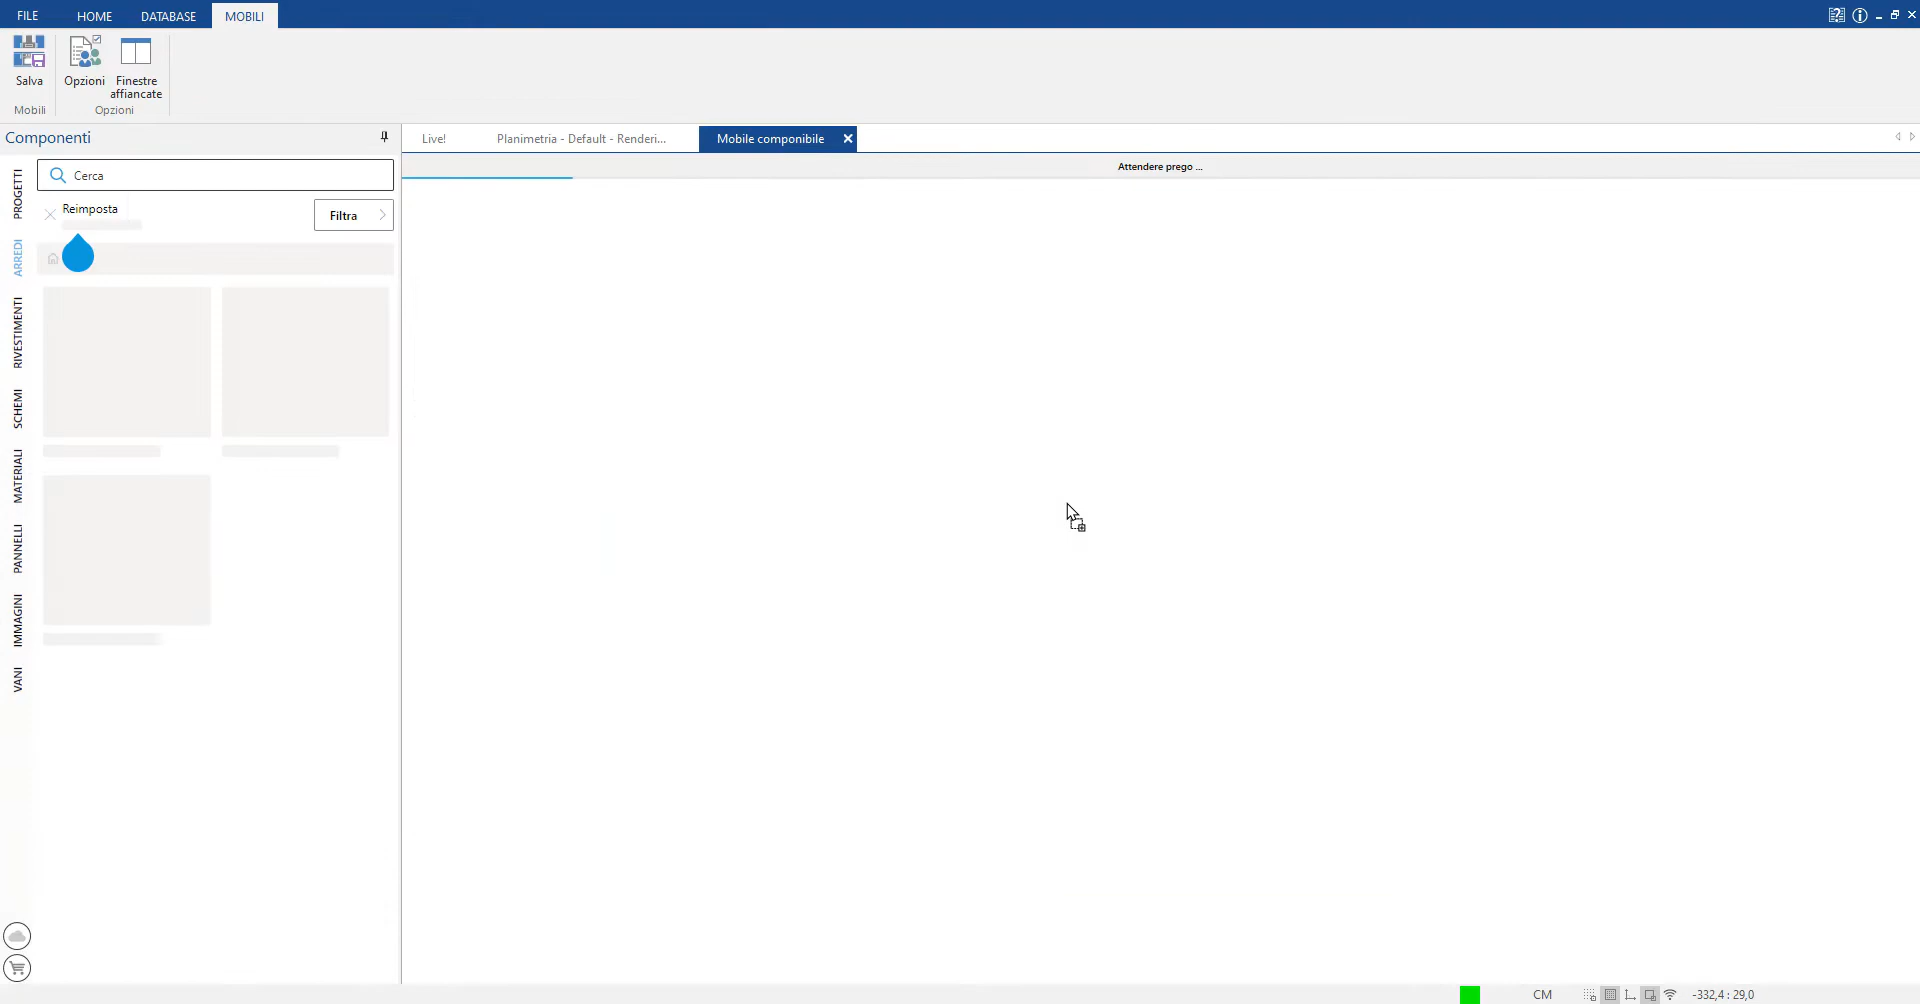 FILE
HOME
DATABASE
MOBILI
Salva
Opzioni
Finestre
affiancate
Mobili
Opzioni
Componenti
Live!
Planimetria - Default - Renderi...
Mobile componibile
Attendere prego ...
Cerca
Reimposta
Filtra
PROGETTI
ARREDI
RIVESTIMENTI
SCHEMI
MATERIALI
PANNELLI
IMMAGINI
VANI
CM
-332,4 : 29,0